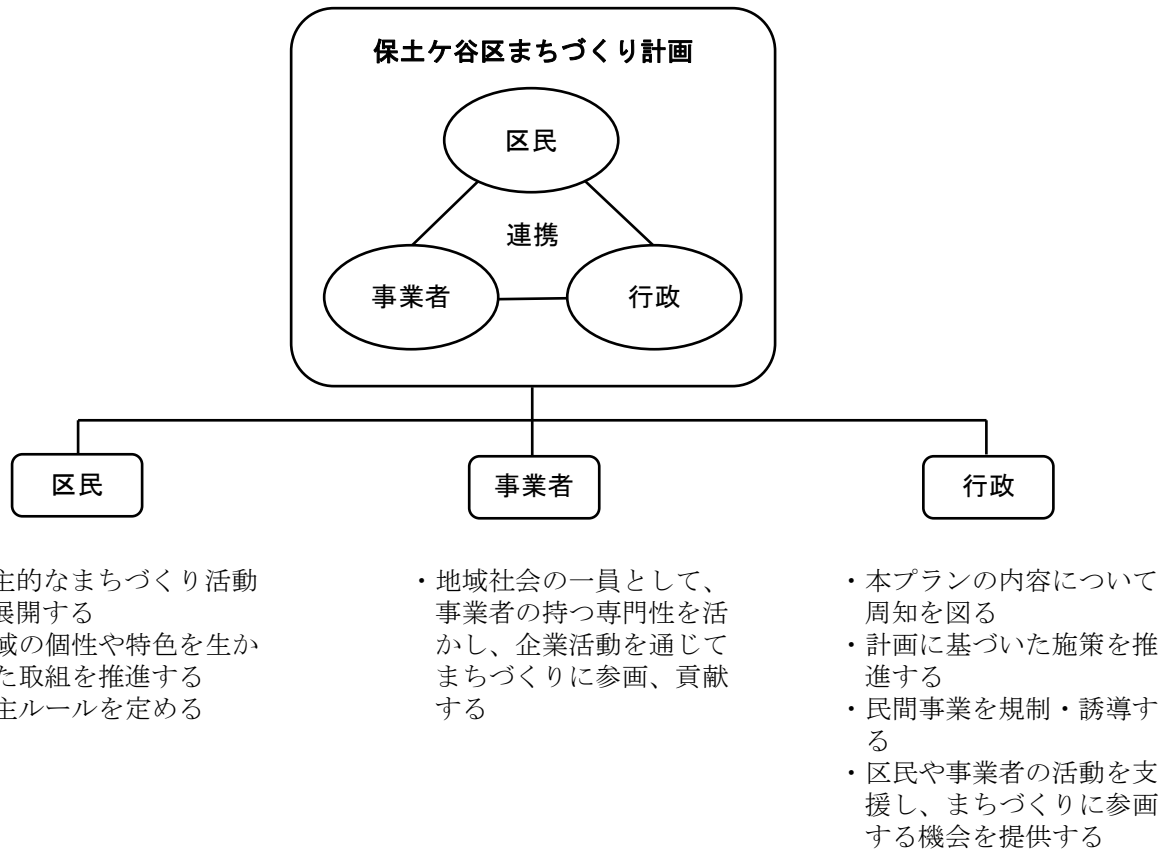 保土ケ谷区まちづくり計画
区民
連携
事業者
行政
区民
事業者
行政
主的なまちづくり活動
展開する
域の個性や特色を生か
た取組を推進する
主ルールを定める
・地域社会の一員として、
事業者の持つ専門性を活
かし、企業活動を通じて
まちづくりに参画、貢献
する
・本プランの内容について
周知を図る
・計画に基づいた施策を推
進する
・民間事業を規制・誘導す
る
・区民や事業者の活動を支
援し、まちづくりに参画
する機会を提供する